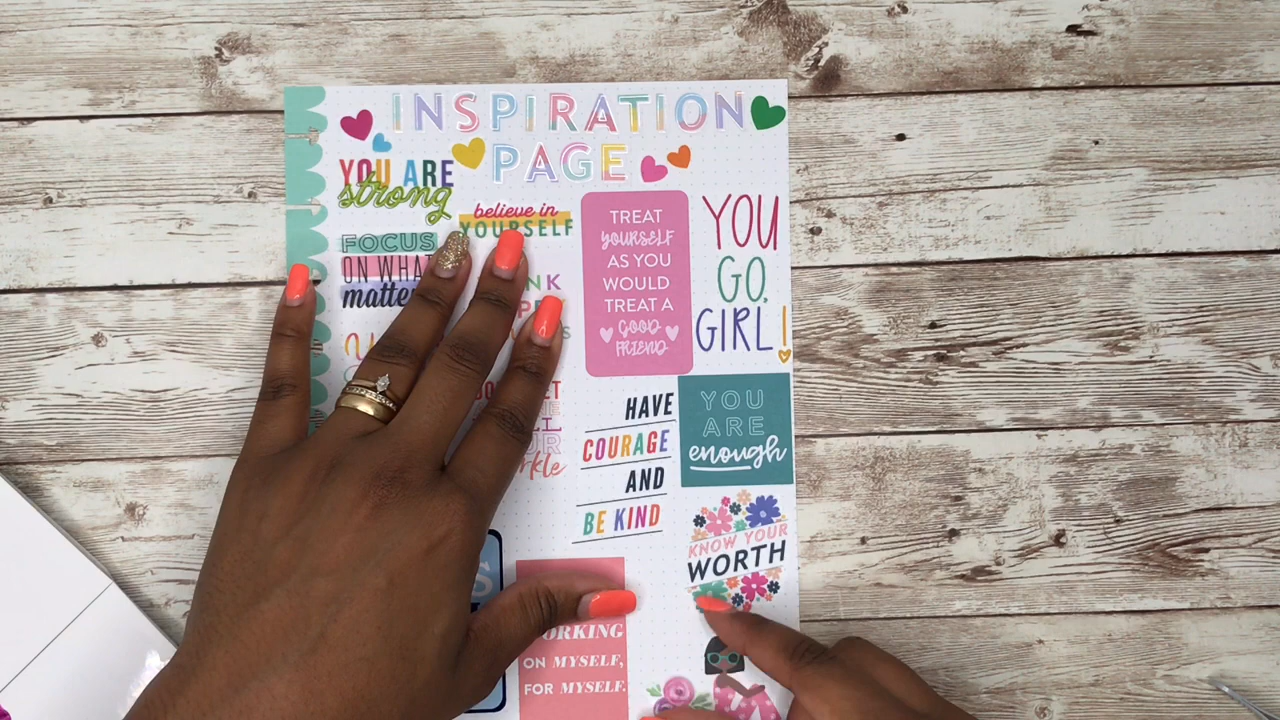 INSPIRATION
PAGE
YOU ARE
strong
believe in
YOURSELF
FOCUS
ON WHAT
matter
TREAT
YOURSELF
AS YOU
WOULD
TREAT A
GOOD
FRIEND
YOU
GO,
GIRL!
HAVE
COURAGE
AND
BE KIND
YOU
ARE
enough
KNOW YOUR
WORTH
ORKING
ON MYSELF,
FOR MYSELF.